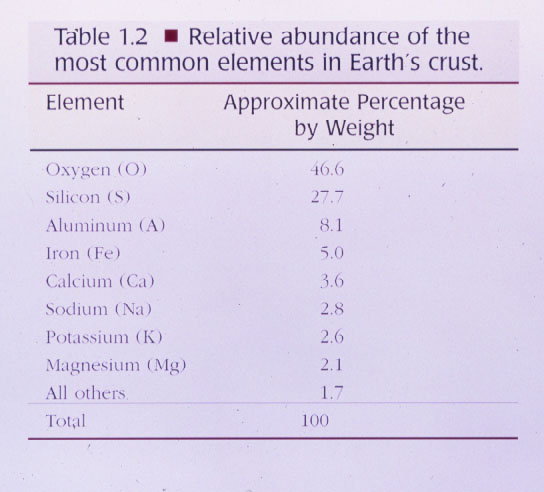 Table 1.2 ■ Relative abundance of the
most common elements in Earth's crust.
Element Approximate Percentage
by Weight
Oxygen (O) 46.6
Silicon (S) 27.7
Aluminum (A) 8.1
Iron (Fe) 5.0
Calcium (Ca) 3.6
Sodium (Na) 2.8
Potassium (K) 2.6
Magnesium (Mg) 2.1
All others 1.7
Total 100